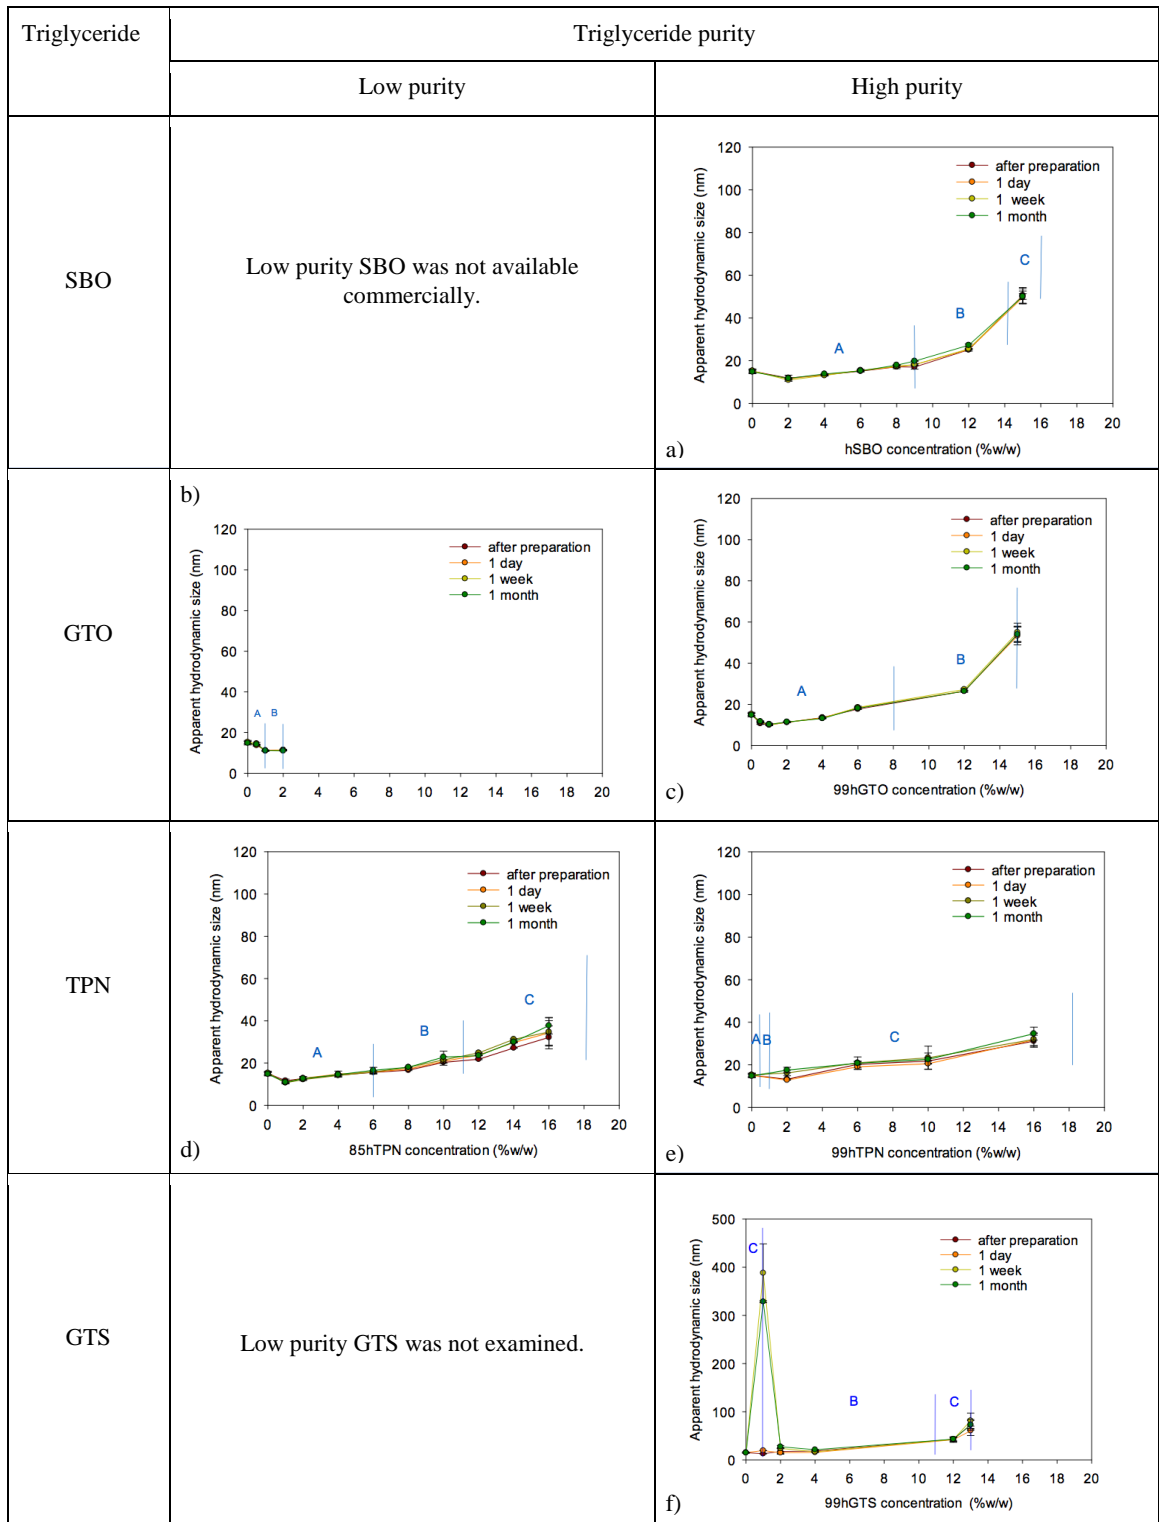 Triglyceride
Triglyceride purity
Low purity
High purity
SBO
Low purity SBO was not available
commercially.
120
100
80
60
40
20
0
Apparent hydrodynamic size (nm)
after preparation
1 day
1 week
1 month
A
B
C
0 2 4 6 8 10 12 14 16 18 20
hSBO concentration (%w/w)
a)
GTO
b)
120
100
80
60
40
20
0
Apparent hydrodynamic size (nm)
after preparation
1 day
1 week
1 month
A
B
0 2 4 6 8 10 12 14 16 18 20
120
100
80
60
40
20
0
Apparent hydrodynamic size (nm)
after preparation
1 day
1 week
1 month
A
B
0 2 4 6 8 10 12 14 16 18 20
99hGTO concentration (%w/w)
c)
TPN
120
100
80
60
40
20
0
Apparent hydrodynamic size (nm)
after preparation
1 day
1 week
1 month
A
B
C
0 2 4 6 8 10 12 14 16 18 20
85hTPN concentration (%w/w)
d)
120
100
80
60
40
20
0
Apparent hydrodynamic size (nm)
after preparation
1 day
1 week
1 month
A
B
C
0 2 4 6 8 10 12 14 16 18 20
99hTPN concentration (%w/w)
e)
GTS
Low purity GTS was not examined.
500
400
300
200
100
0
Apparent hydrodynamic size (nm)
after preparation
1 day
1 week
1 month
C
B
C
0 2 4 6 8 10 12 14 16 18 20
99hGTS concentration (%w/w)
f)